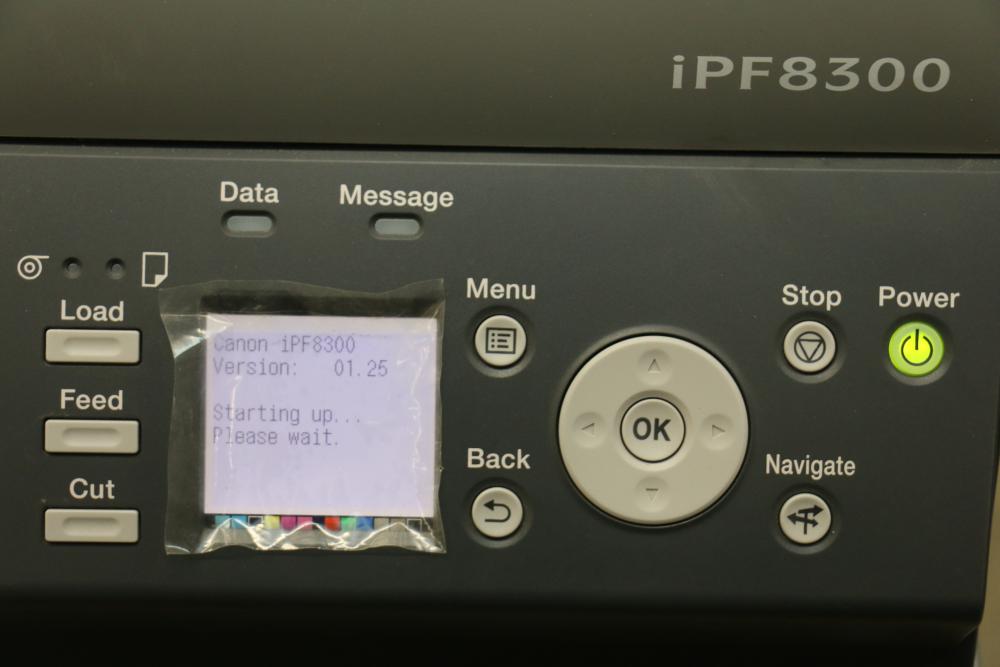 iPF8300
Data
Message
Load
Feed
Cut
Canon iPF8300
Version: 01.25
Starting up...
Please wait.
Menu
Back
OK
Stop
Power
Navigate